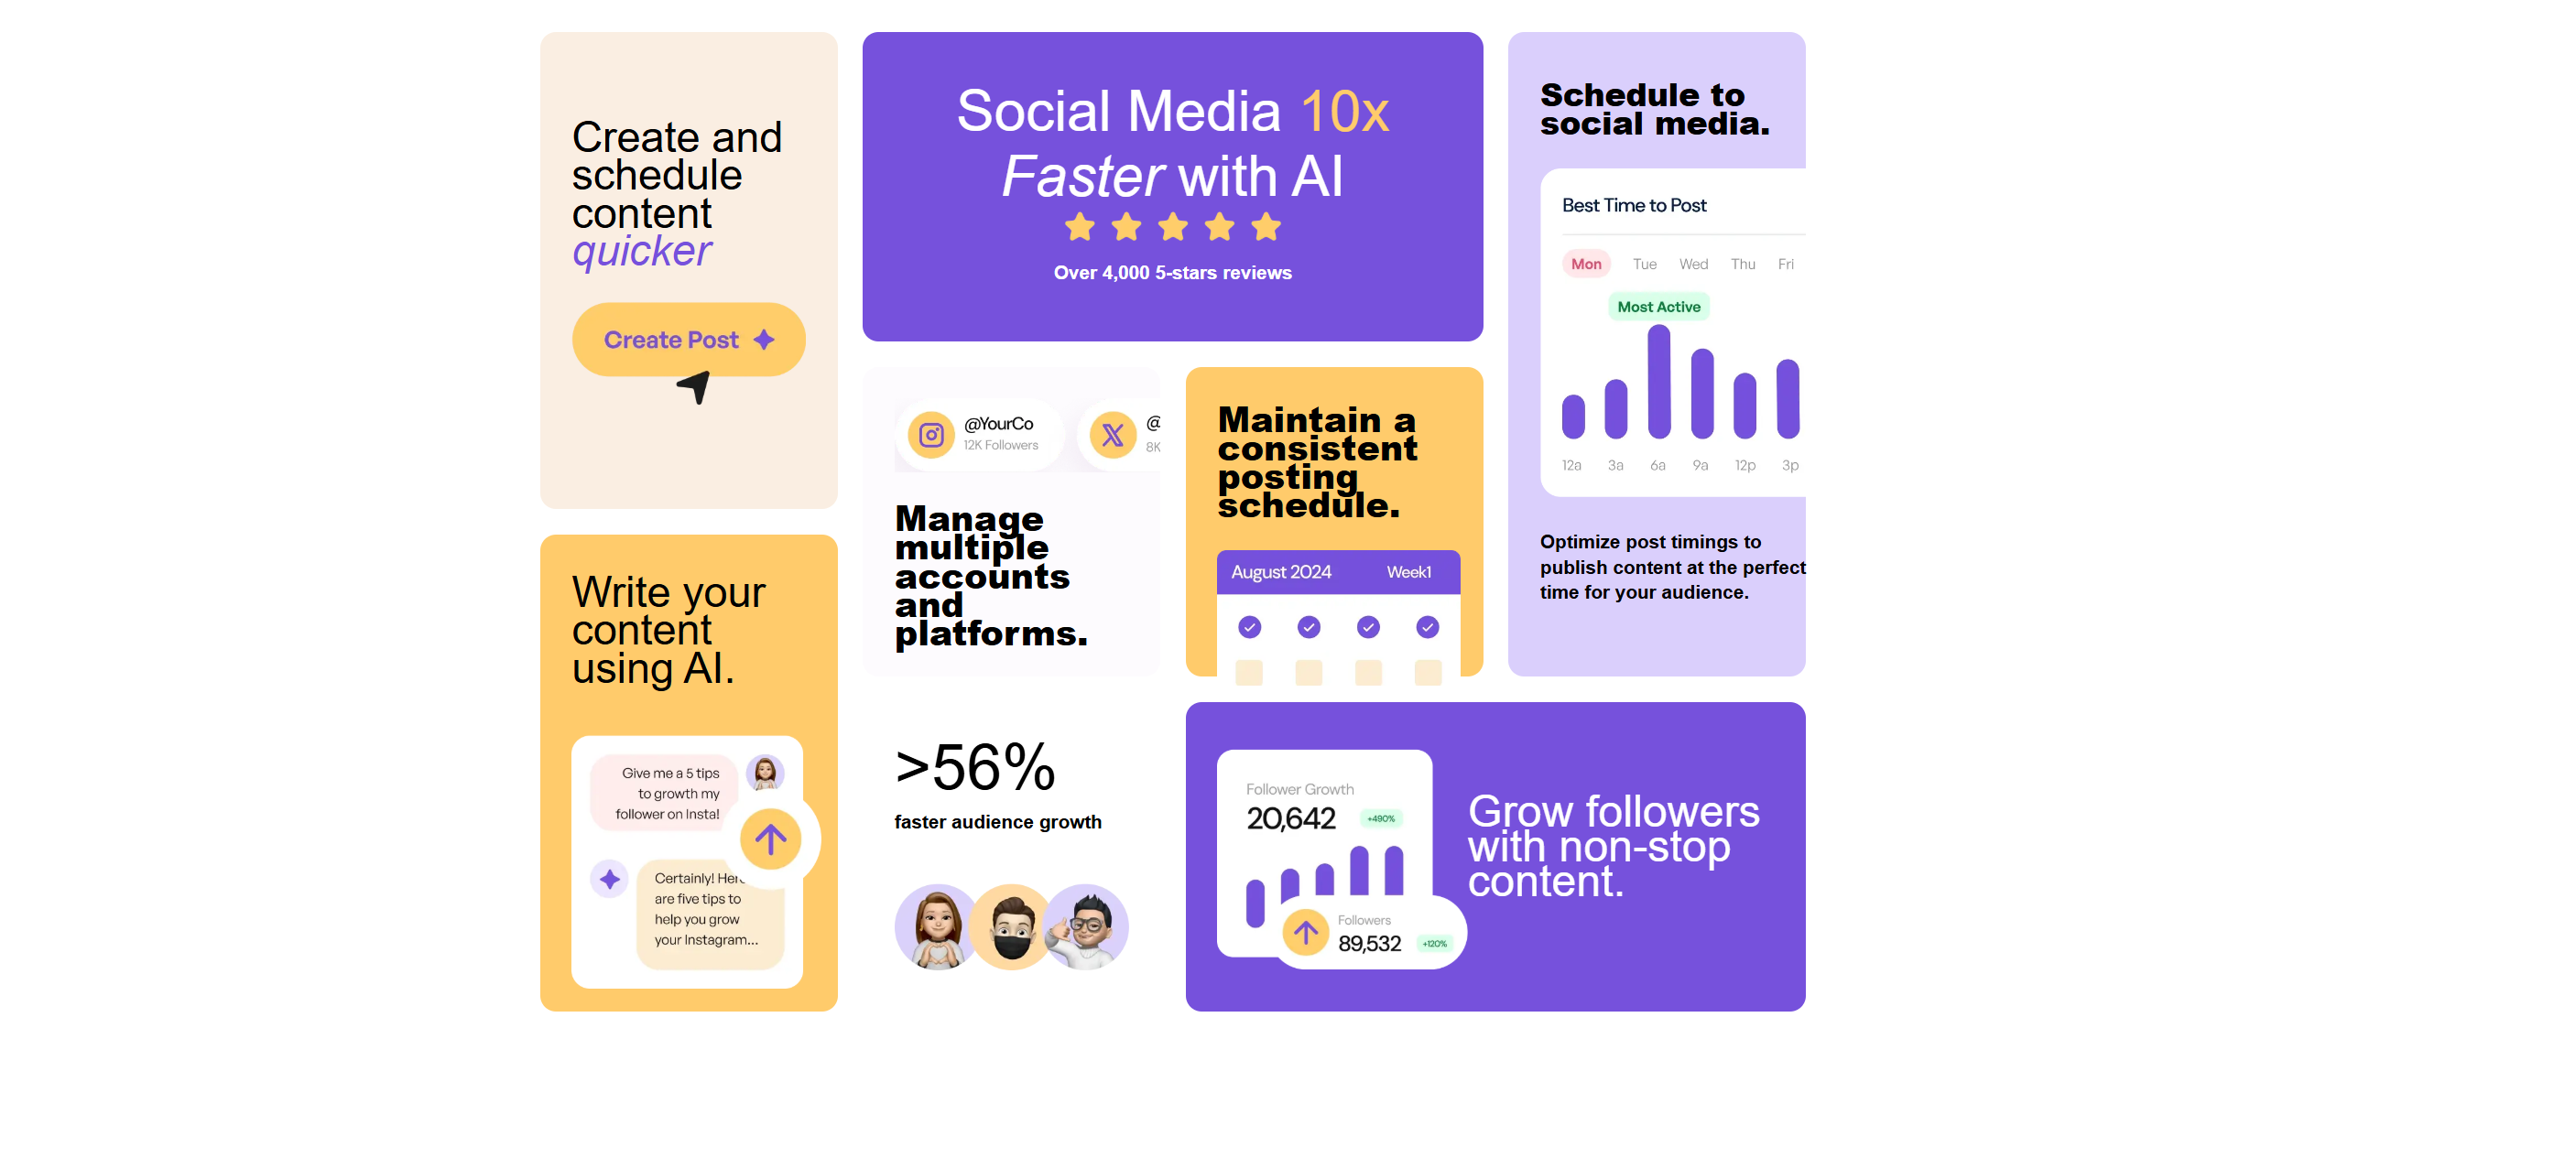 Create and
schedule
content
quicker
Create Post
Social Media 10x
Faster with AI
Over 4,000 5-stars reviews
Schedule to
social media.
Best Time to Post
Mon Tue Wed Thu Fri
Most Active
12a 3a 6a 9a 12p 3p
Optimize post timings to
publish content at the perfect
time for your audience.
@YourCo
12K Followers
@
8K
Manage
multiple
accounts
and
platforms.
Maintain a
consistent
posting
schedule.
August 2024 Week1
Write your
content
using AI.
Give me a 5 tips
to growth my
follower on Insta!
Certainly! Here
are five tips to
help you grow
your Instagram...
>56%
faster audience growth
Follower Growth
20,642 +490%
Followers
89,532 +120%
Grow followers
with non-stop
content.